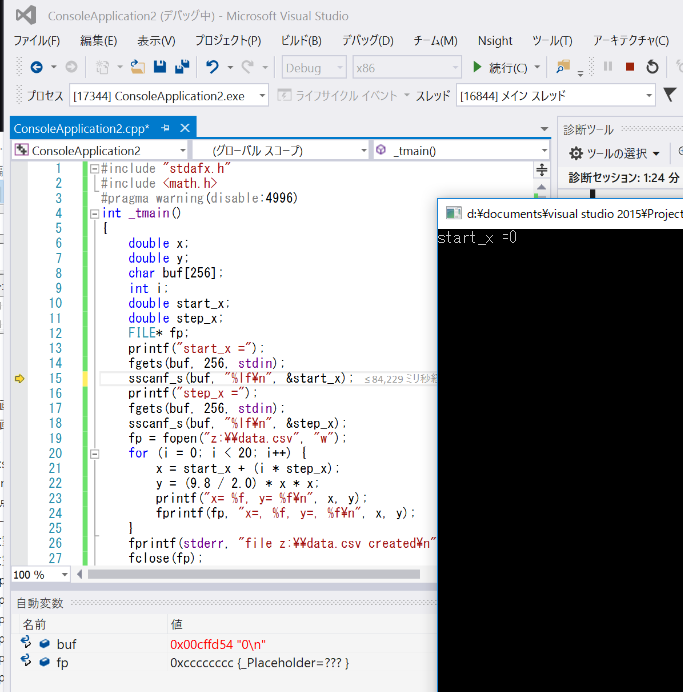 ConsoleApplication2 (デバッグ中) - Microsoft Visual Studio
ファイル(F) 編集(E) 表示(V) プロジェクト(P) ビルド(B) デバッグ(D) チーム(M) Nsight ツール(T) アーキテクチャ(C)
Debug x86 続行(C)
プロセス [17344] ConsoleApplication2.exe ライフサイクル イベント スレッド [16844] メイン スレッド
ConsoleApplication2.cpp*
ConsoleApplication2 (グローバル スコープ) _tmain()
診断ツール
ツールの選択
診断セッション: 1:24 分
1 #include "stdafx.h"
2 #include <math.h>
3 #pragma warning(disable:4996)
4 int _tmain()
5 {
6 double x;
7 double y;
8 char buf[256];
9 int i;
10 double start_x;
11 double step_x;
12 FILE* fp;
13 printf("start_x =");
14 fgets(buf, 256, stdin);
15 sscanf_s(buf, "%lf¥n", &start_x); ≤84,229ミリ秒経
16 printf("step_x =");
17 fgets(buf, 256, stdin);
18 sscanf_s(buf, "%lf¥n", &step_x);
19 fp = fopen("z:¥¥data.csv", "w");
20 for (i = 0; i < 20; i++) {
21 x = start_x + (i * step_x);
22 y = (9.8 / 2.0) * x * x;
23 printf("x= %f, y= %f¥n", x, y);
24 fprintf(fp, "x=, %f, y=, %f¥n", x, y);
25 }
26 fprintf(stderr, "file z:¥¥data.csv created¥n"
27 fclose(fp);
100 %
d:¥documents¥visual studio 2015¥Project
start_x =0
自動変数
名前 値
buf 0x00cffd54 "0\n"
fp 0xcccccccc {_Placeholder=??? }